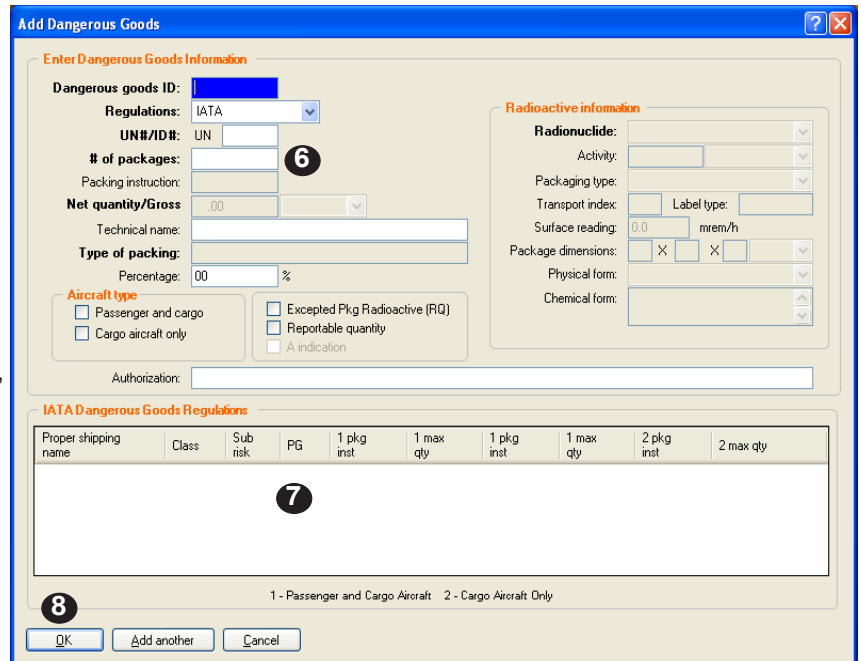 Add Dangerous Goods
Enter Dangerous Goods Information
Dangerous goods ID:
Regulations: IATA
UN#/ID#: UN
# of packages:
6
Packing instruction:
Net quantity/Gross .00
Technical name:
Type of packing:
Percentage: 00 %
Aircraft type
Passenger and cargo
Cargo aircraft only
Excepted Pkg Radioactive (RQ)
Reportable quantity
A indication
Radioactive information
Radionuclide:
Activity:
Packaging type:
Transport index: Label type:
Surface reading: 0.0 mrem/h
Package dimensions: X X
Physical form:
Chemical form:
Authorization:
IATA Dangerous Goods Regulations
Proper shipping name Class Sub risk PG 1 pkg inst 1 max qty 1 pkg inst 1 max qty 2 pkg inst 2 max qty
7
1 - Passenger and Cargo Aircraft 2 - Cargo Aircraft Only
8
OK Add another Cancel